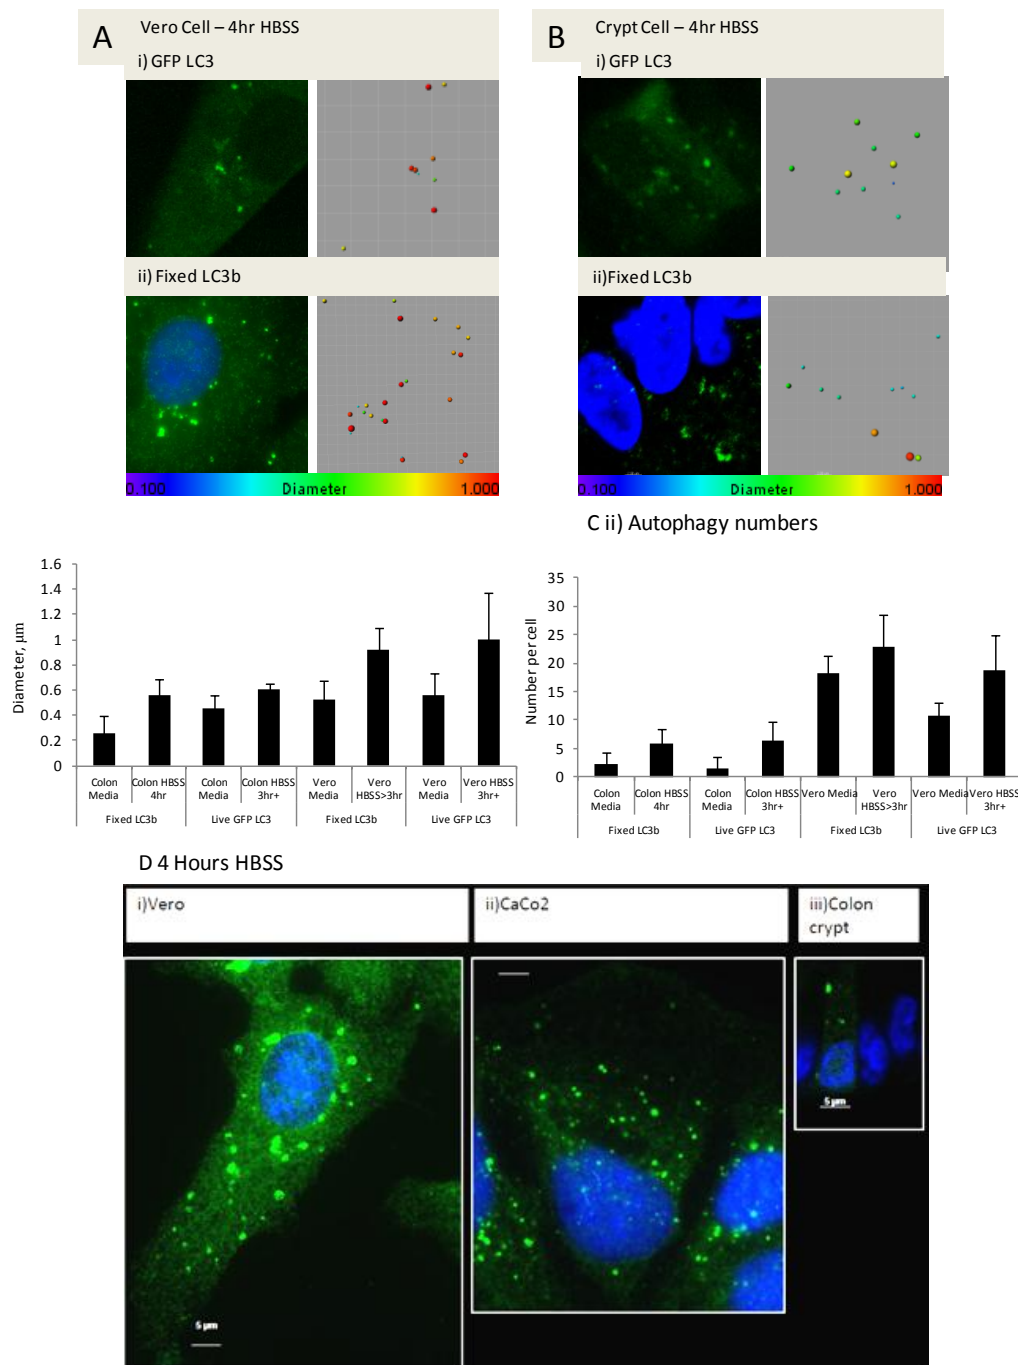 A
Vero Cell – 4hr HBSS
i) GFP LC3
ii) Fixed LC3b
0.100 Diameter 1.000
B
Crypt Cell – 4hr HBSS
i) GFP LC3
ii)Fixed LC3b
0.100 Diameter 1.000
Diameter, µm
1.6
1.4
1.2
1
0.8
0.6
0.4
0.2
0
Colon Media
Colon HBSS 4hr
Colon Media
Colon HBSS 3hr+
Vero Media
Vero HBSS>3hr
Vero Media
Vero HBSS 3hr+
Fixed LC3b
Live GFP LC3
Fixed LC3b
Live GFP LC3
C ii) Autophagy numbers
Number per cell
35
30
25
20
15
10
5
0
Colon Media
Colon HBSS 4hr
Colon Media
Colon HBSS 3hr+
Vero Media
Vero HBSS>3hr
Vero Media
Vero HBSS 3hr+
Fixed LC3b
Live GFP LC3
Fixed LC3b
Live GFP LC3
D 4 Hours HBSS
i)Vero
ii)CaCo2
iii)Colon
crypt
5 µm
5 µm